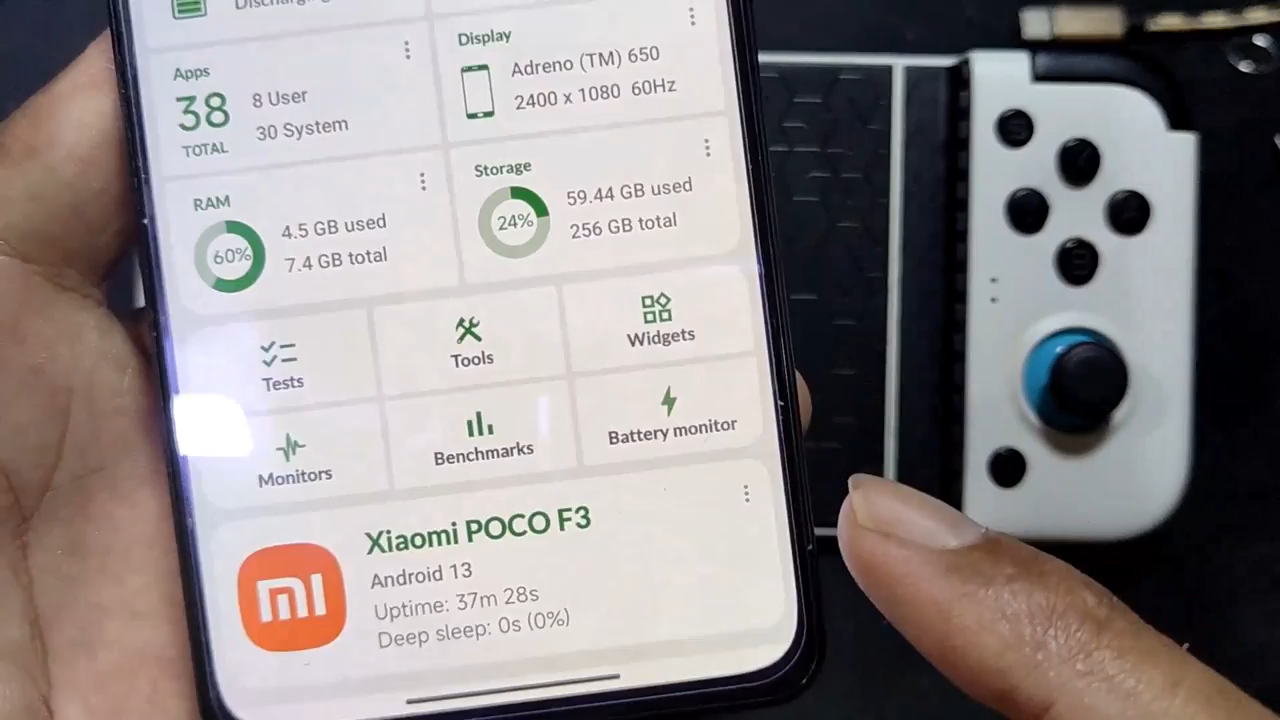 Discharging
Apps
38
TOTAL
8 User
30 System
Display
Adreno (TM) 650
2400 x 1080 60Hz
RAM
60%
4.5 GB used
7.4 GB total
Storage
24%
59.44 GB used
256 GB total
Tests
Tools
Widgets
Monitors
Benchmarks
Battery monitor
mi
Xiaomi POCO F3
Android 13
Uptime: 37m 28s
Deep sleep: 0s (0%)